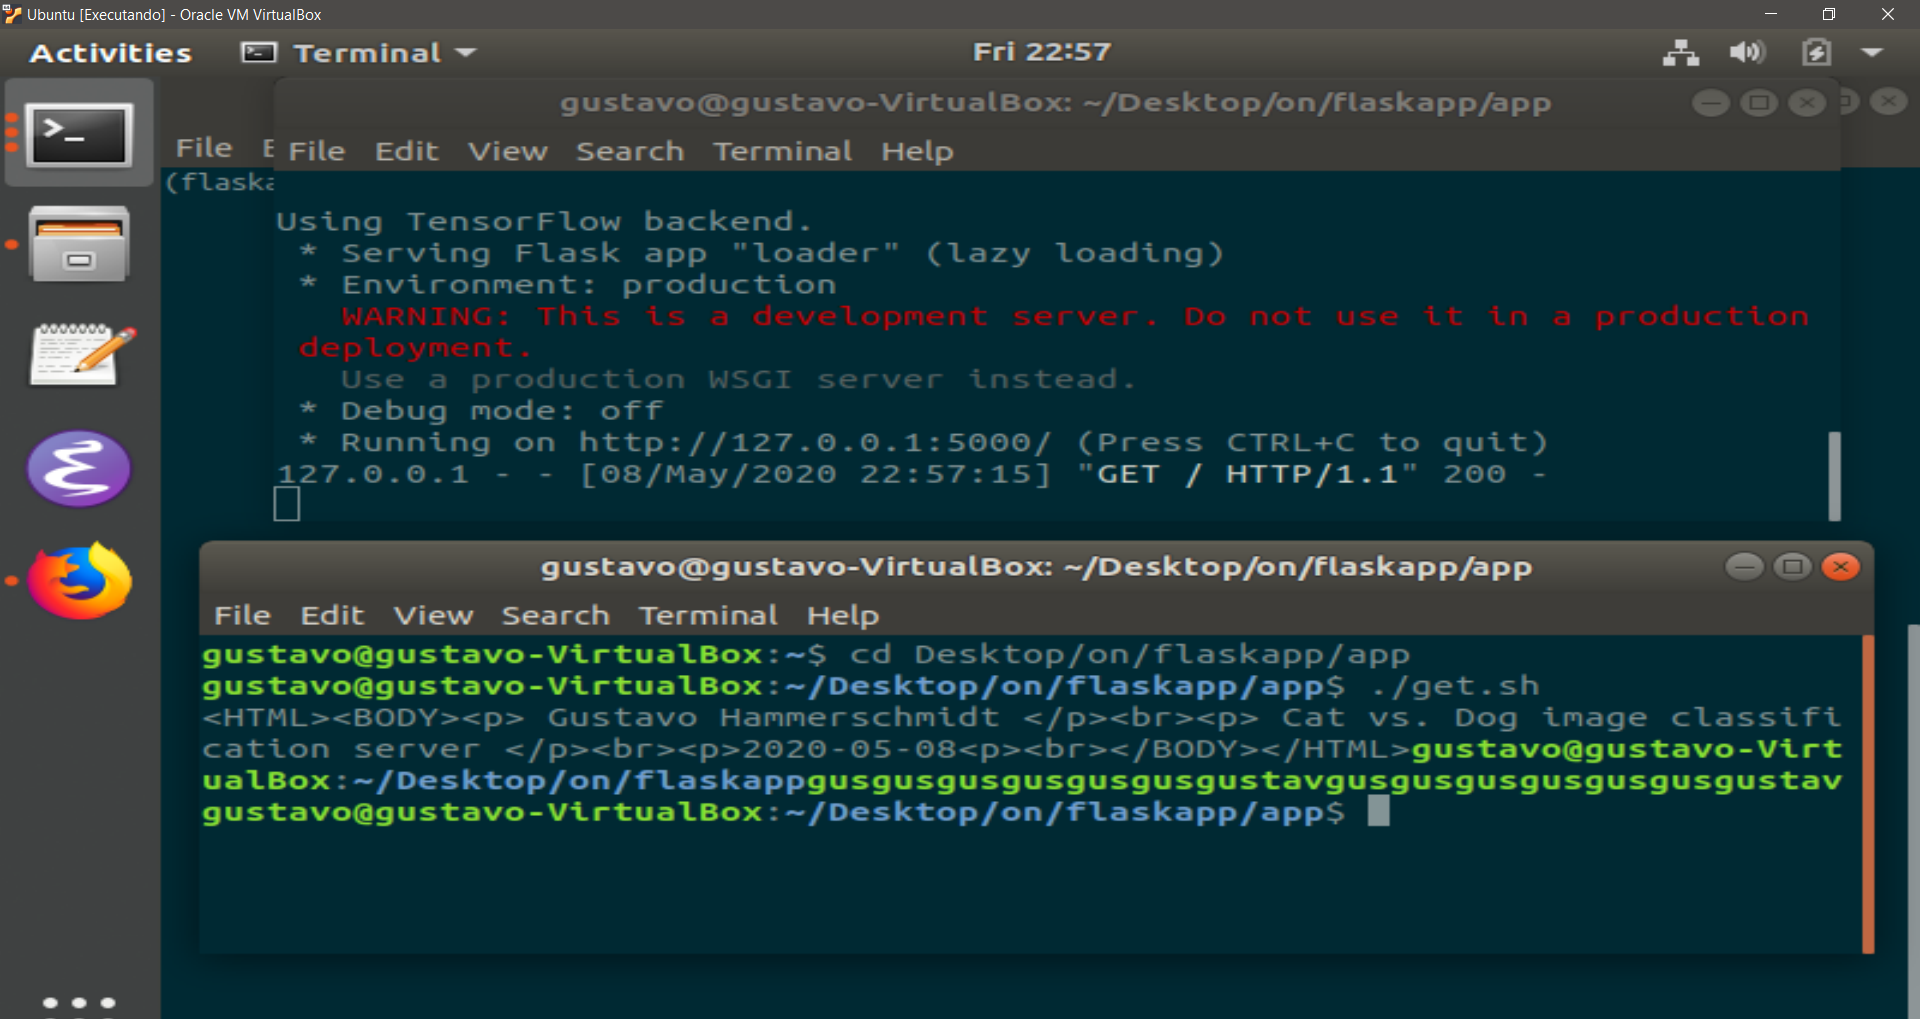 Ubuntu [Executando] - Oracle VM VirtualBox
Activities Terminal Fri 22:57
gustavo@gustavo-VirtualBox: ~/Desktop/on/flaskapp/app
File E
File Edit View Search Terminal Help
(flaska
Using TensorFlow backend.
* Serving Flask app "loader" (lazy loading)
* Environment: production
WARNING: This is a development server. Do not use it in a production
deployment.
Use a production WSGI server instead.
* Debug mode: off
* Running on http://127.0.0.1:5000/ (Press CTRL+C to quit)
127.0.0.1 - - [08/May/2020 22:57:15] "GET / HTTP/1.1" 200 -
gustavo@gustavo-VirtualBox: ~/Desktop/on/flaskapp/app
File Edit View Search Terminal Help
gustavo@gustavo-VirtualBox:~$ cd Desktop/on/flaskapp/app
gustavo@gustavo-VirtualBox:~/Desktop/on/flaskapp/app$ ./get.sh
<HTML><BODY><p> Gustavo Hammerschmidt </p><br><p> Cat vs. Dog image classifi
cation server </p><br><p>2020-05-08<p><br></BODY></HTML>gustavo@gustavo-Virt
ualBox:~/Desktop/on/flaskappgusgusgusgusgusgusgustavgusgusgusgusgusgusgustav
gustavo@gustavo-VirtualBox:~/Desktop/on/flaskapp/app$